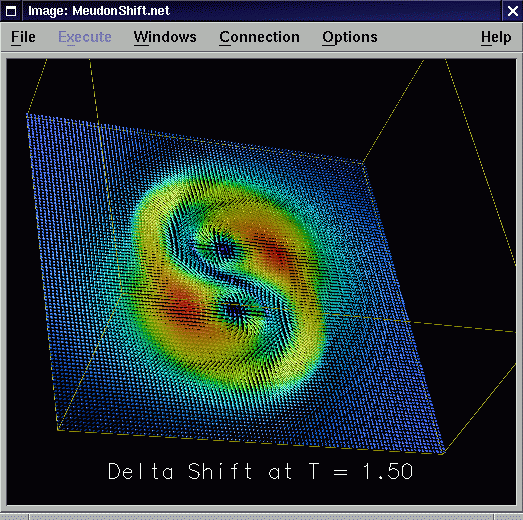 Image: MeudonShift.net
File Execute Windows Connection Options Help
Delta Shift at T = 1.50